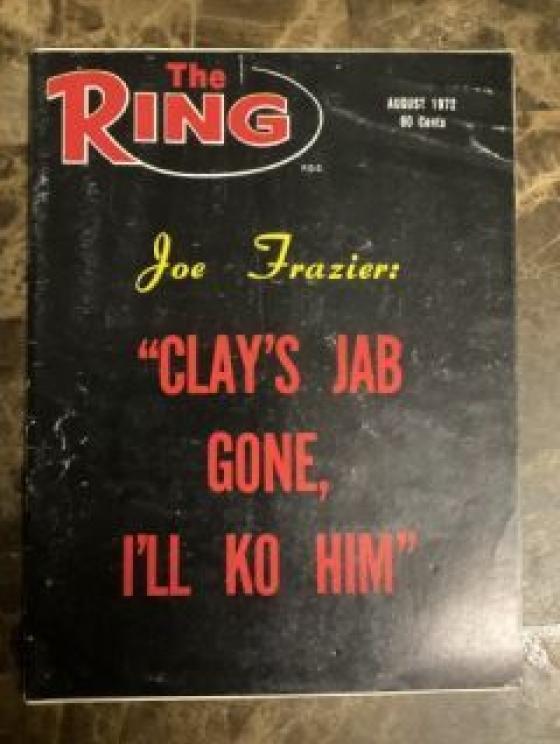 The
RING
AUGUST 1972
60 Cents
Joe Frazier:
"CLAY'S JAB
GONE,
I'LL KO HIM"